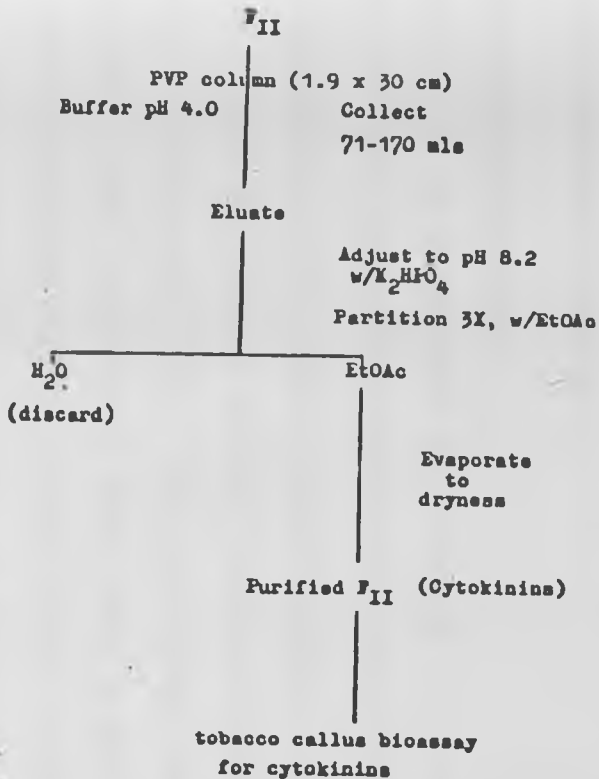 F_II
PVP column (1.9 x 30 cm)
Buffer pH 4.0 Collect
71-170 mls
Eluate
Adjust to pH 8.2
w/K2HPO4
Partition 3X, w/EtOAc
H2O EtOAc
(discard)
Evaporate
to
dryness
Purified F_II (Cytokinins)
tobacco callus bioassay
for cytokinins